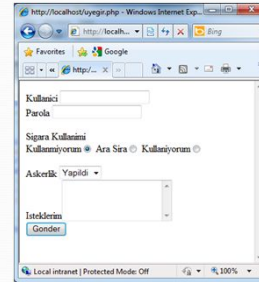 http://localhost/uyegir.php - Windows Internet Exp...
http://localh...
Bing
Favorites
Google
http:/...
Kullanici
Parola
Sigara Kullanimi
Kullanmiyorum Ara Sira Kullaniyorum
Askerlik Yapildi
Isteklerim
Gonder
Local intranet | Protected Mode: Off
100%